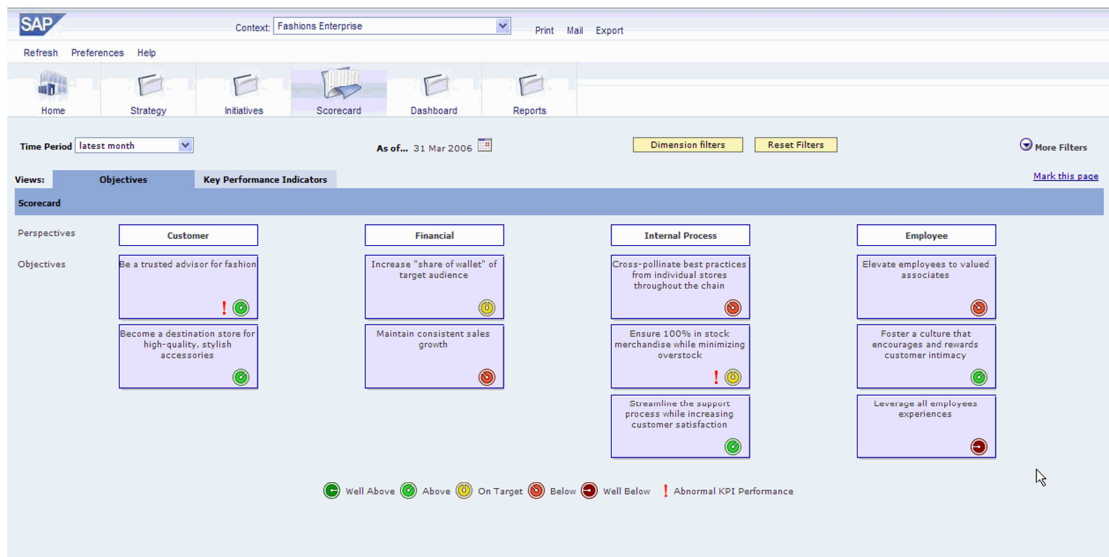 SAP
Context: Fashions Enterprise
Print Mail Export
Refresh Preferences Help
Home Strategy Initiatives Scorecard Dashboard Reports
Time Period latest month As of... 31 Mar 2006 Dimension filters Reset Filters More Filters
Views: Objectives Key Performance Indicators Mark this page
Scorecard
Perspectives Customer Financial Internal Process Employee
Objectives
Be a trusted advisor for fashion
Become a destination store for
high-quality, stylish
accessories
Increase "share of wallet" of
target audience
Maintain consistent sales
growth
Cross-pollinate best practices
from individual stores
throughout the chain
!
Ensure 100% in stock
merchandise while minimizing
overstock
!
Streamline the support
process while increasing
customer satisfaction
Elevate employees to valued
associates
Foster a culture that
encourages and rewards
customer intimacy
Leverage all employees
experiences
Well Above Above On Target Below Well Below ! Abnormal KPI Performance